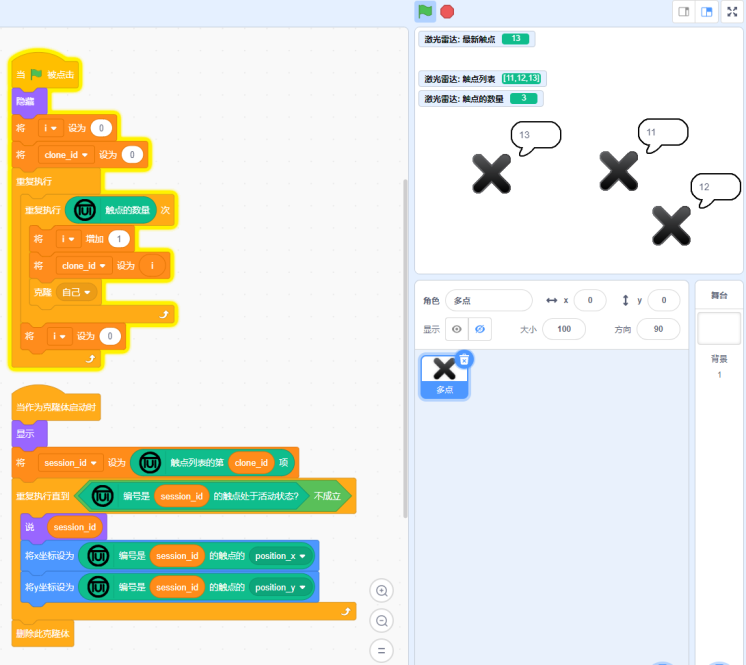 当 被点击
隐藏
将 i 设为 0
将 clone_id 设为 0
重复执行
重复执行 触点的数量 次
将 i 增加 1
将 clone_id 设为 i
克隆 自己
将 i 设为 0
当作为克隆体启动时
显示
将 session_id 设为 触点列表的第 clone_id 项
重复执行直到 编号是 session_id 的触点处于活动状态? 不成立
说 session_id
将x坐标设为 编号是 session_id 的触点的 position_x
将y坐标设为 编号是 session_id 的触点的 position_y
删除此克隆体
激光雷达: 最新触点 13
激光雷达: 触点列表 [11,12,13]
激光雷达: 触点的数量 3
13
11
12
角色 多点 x 0 y 0
显示 大小 100 方向 90
多点
舞台
背景
1